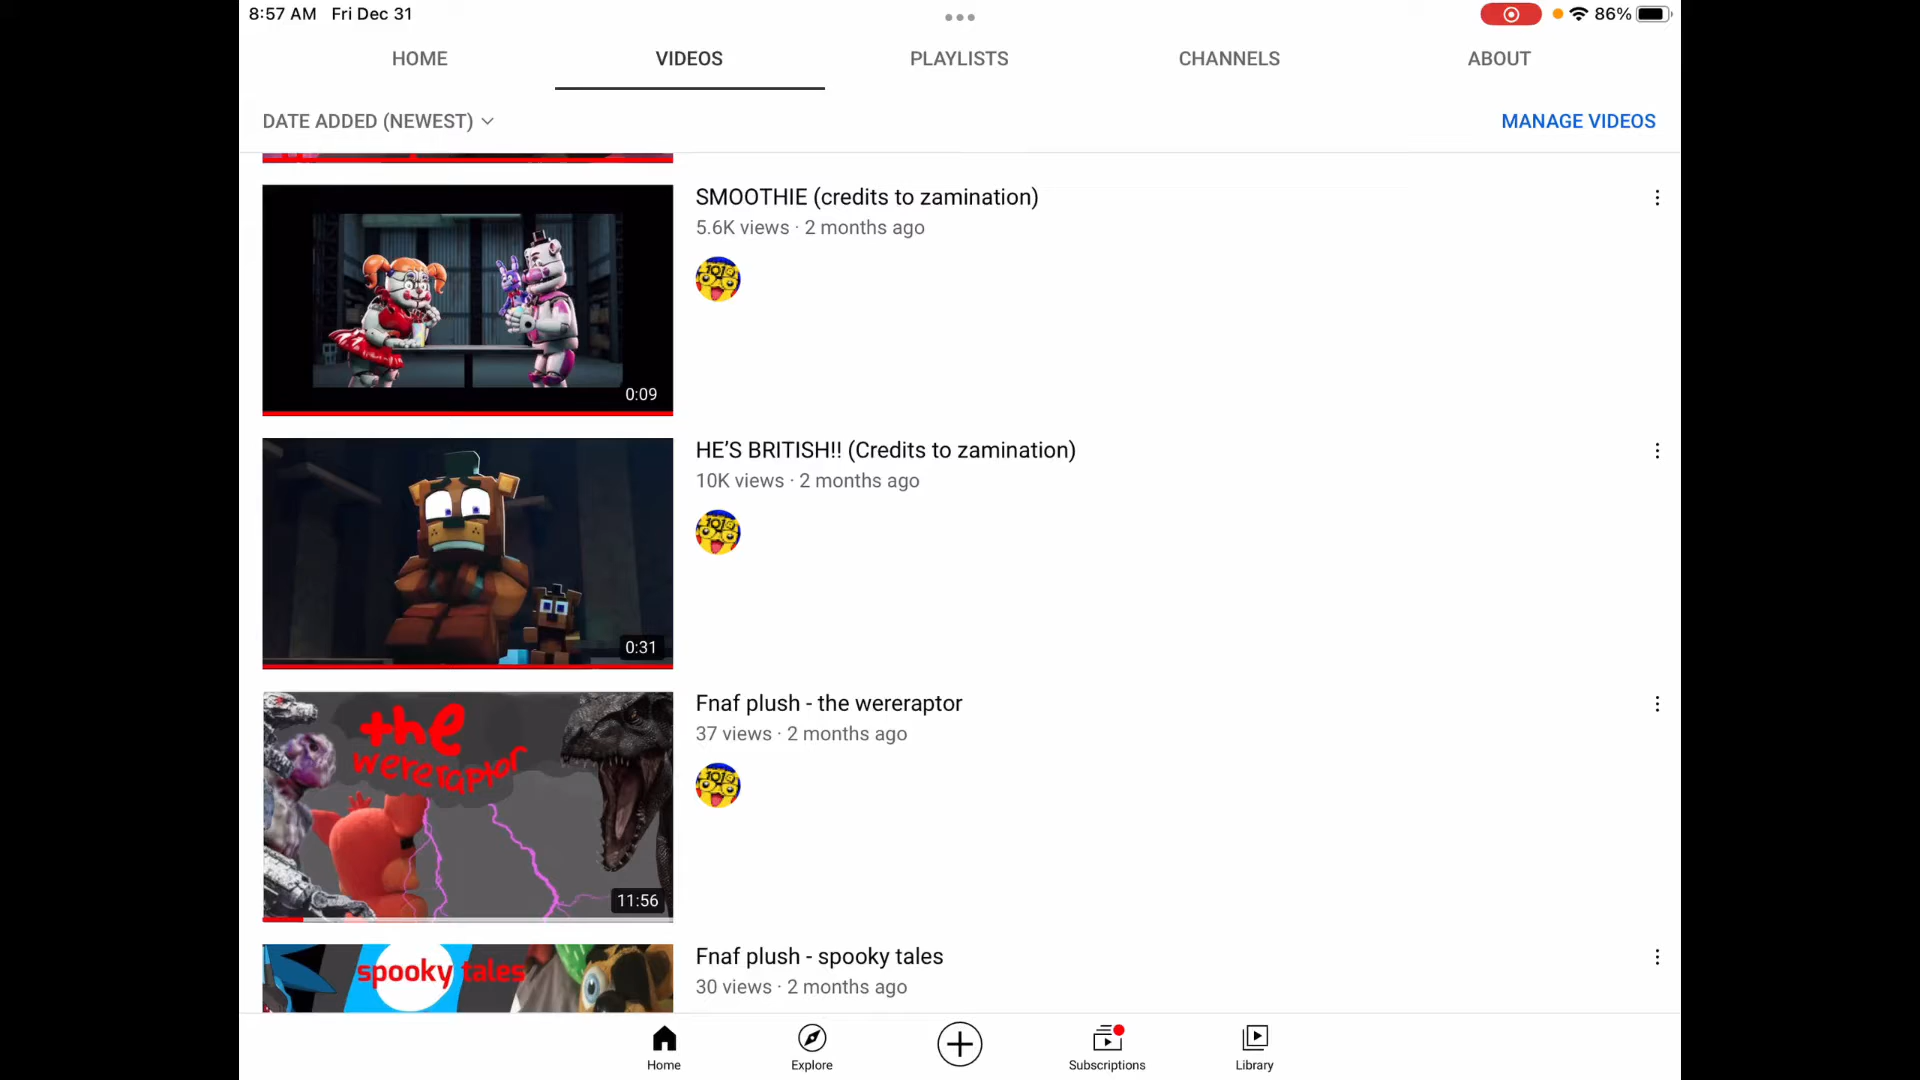 8:57 AM Fri Dec 31
86%
HOME VIDEOS PLAYLISTS CHANNELS ABOUT
DATE ADDED (NEWEST) MANAGE VIDEOS
SMOOTHIE (credits to zamination)
5.6K views · 2 months ago
101
0:09
HE’S BRITISH!! (Credits to zamination)
10K views · 2 months ago
101
0:31
the
wereraptor
11:56
Fnaf plush - the wereraptor
37 views · 2 months ago
101
spooky tales
Fnaf plush - spooky tales
30 views · 2 months ago
Home Explore Subscriptions Library